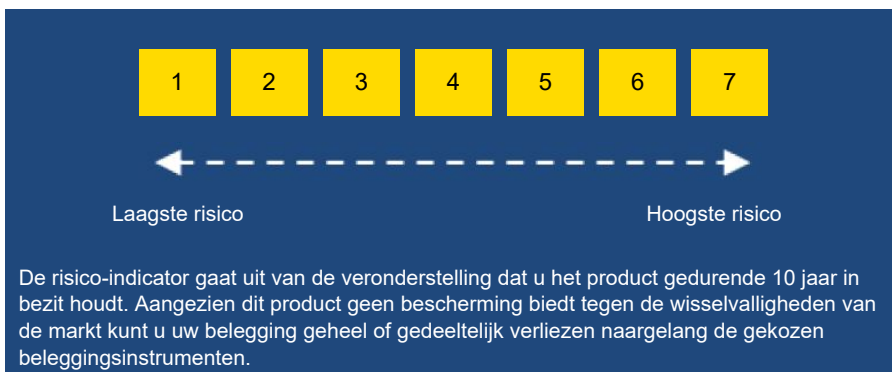 1 2 3 4 5 6 7
Laagste risico Hoogste risico
De risico-indicator gaat uit van de veronderstelling dat u het product gedurende 10 jaar in
bezit houdt. Aangezien dit product geen bescherming biedt tegen de wisselvalligheden van
de markt kunt u uw belegging geheel of gedeeltelijk verliezen naargelang de gekozen
beleggingsinstrumenten.